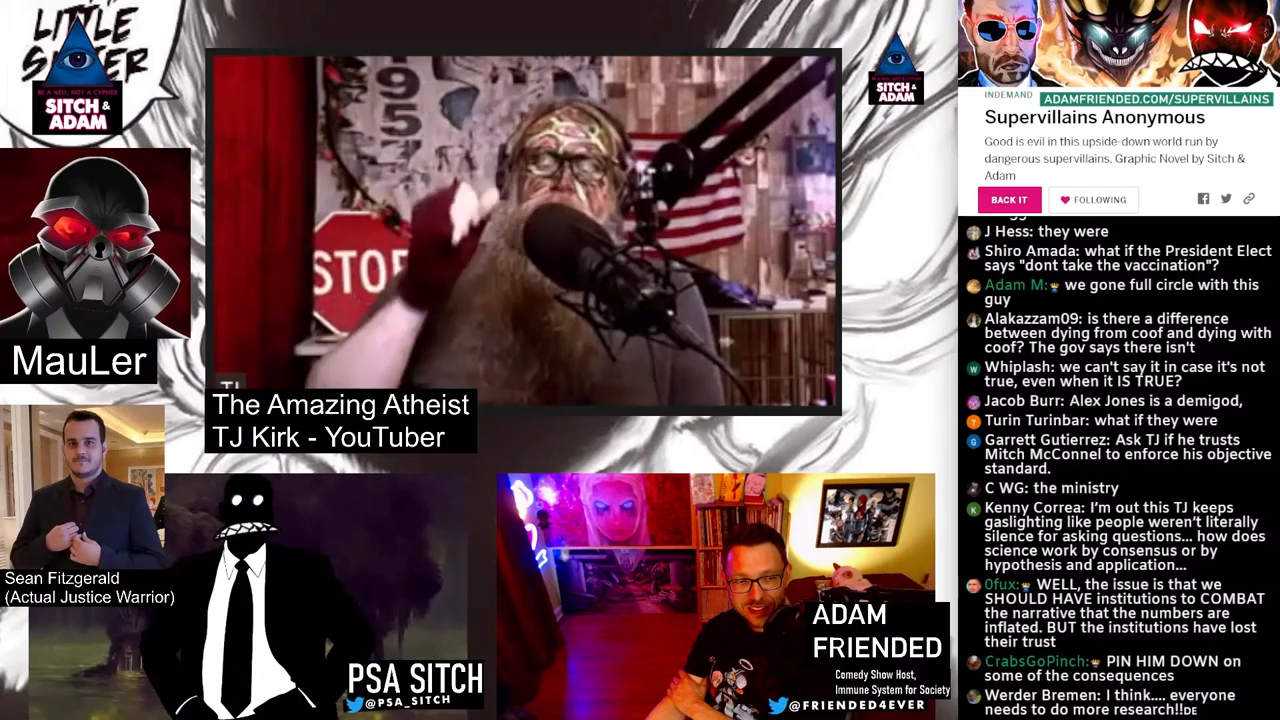 LITTLE
SISTER
BE A NEO, NOT A CYPHER
SITCH &
ADAM
SITCH &
ADAM
1957
STOP
TJ
MauLer
The Amazing Atheist
TJ Kirk - YouTuber
Sean Fitzgerald
(Actual Justice Warrior)
PSA SITCH
@PSA_SITCH
ADAM
FRIENDED
Comedy Show Host,
Immune System for Society
@FRIENDED4EVER
INDEMAND
ADAMFRIENDED.COM/SUPERVILLAINS
Supervillains Anonymous
Good is evil in this upside-down world run by
dangerous supervillains. Graphic Novel by Sitch &
Adam
BACK IT
FOLLOWING
J Hess: they were
Shiro Amada: what if the President Elect
says "dont take the vaccination"?
Adam M: we gone full circle with this
guy
Alakazzam09: is there a difference
between dying from coof and dying with
coof? The gov says there isn't
Whiplash: we can't say it in case it's not
true, even when it IS TRUE?
Jacob Burr: Alex Jones is a demigod,
Turin Turinbar: what if they were
Garrett Gutierrez: Ask TJ if he trusts
Mitch McConnel to enforce his objective
standard.
C WG: the ministry
Kenny Correa: I’m out this TJ keeps
gaslighting like people weren’t literally
silence for asking questions... how does
science work by consensus or by
hypothesis and application...
0fux: WELL, the issue is that we
SHOULD HAVE institutions to COMBAT
the narrative that the numbers are
inflated. BUT the institutions have lost
their trust
CrabsGoPinch: PIN HIM DOWN on
some of the consequences
Werder Bremen: I think.... everyone
needs to do more research!!DE